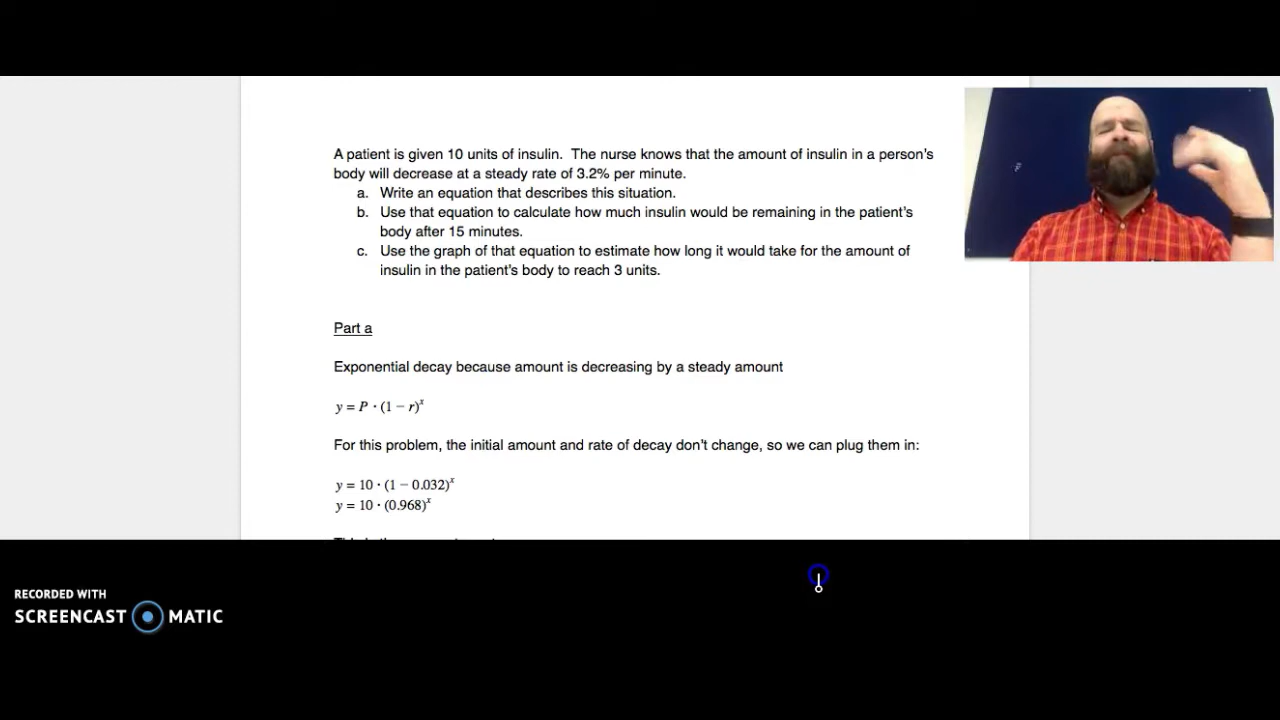 A patient is given 10 units of insulin.  The nurse knows that the amount of insulin in a person's
body will decrease at a steady rate of 3.2% per minute.
a. Write an equation that describes this situation.
b. Use that equation to calculate how much insulin would be remaining in the patient's
body after 15 minutes.
c. Use the graph of that equation to estimate how long it would take for the amount of
insulin in the patient's body to reach 3 units.
Part a
Exponential decay because amount is decreasing by a steady amount
y = P · (1 − r)ˣ
For this problem, the initial amount and rate of decay don't change, so we can plug them in:
y = 10 · (1 − 0.032)ˣ
y = 10 · (0.968)ˣ
RECORDED WITH
SCREENCAST MATIC